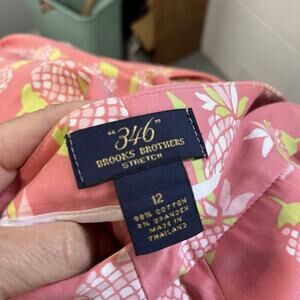 "346"
BROOKS BROTHERS
STRETCH
12
98% COTTON
2% SPANDEX
MADE IN
THAILAND